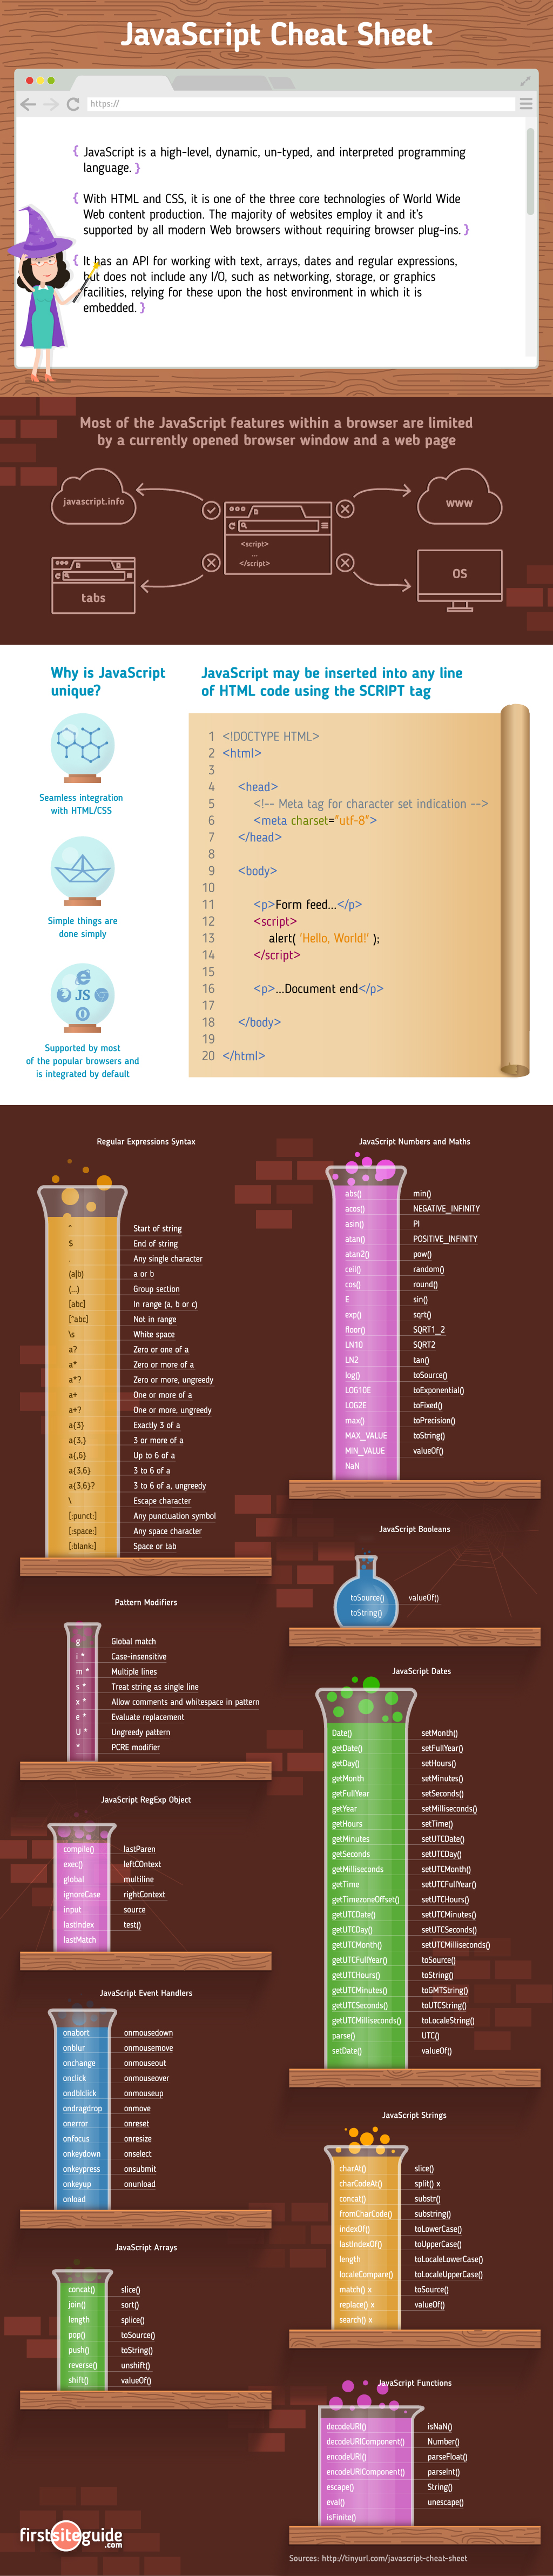 JavaScript Cheat Sheet
https://
{ JavaScript is a high-level, dynamic, un-typed, and interpreted programming
language. }
{ With HTML and CSS, it is one of the three core technologies of World Wide
Web content production. The majority of websites employ it and it's
supported by all modern Web browsers without requiring browser plug-ins. }
{ It has an API for working with text, arrays, dates and regular expressions,
but does not include any I/O, such as networking, storage, or graphics
facilities, relying for these upon the host environment in which it is
embedded. }
Most of the JavaScript features within a browser are limited
by a currently opened browser window and a web page
javascript.info
www
<script>
...
</script>
tabs
OS
Why is JavaScript
unique?
Seamless integration
with HTML/CSS
Simple things are
done simply
JS
Supported by most
of the popular browsers and
is integrated by default
JavaScript may be inserted into any line
of HTML code using the SCRIPT tag
1 <!DOCTYPE HTML>
2 <html>
3
4 <head>
5 <!-- Meta tag for character set indication -->
6 <meta charset="utf-8">
7 </head>
8
9 <body>
10
11 <p>Form feed...</p>
12 <script>
13 alert( 'Hello, World!' );
14 </script>
15
16 <p>...Document end</p>
17
18 </body>
19
20 </html>
Regular Expressions Syntax
^ Start of string
$ End of string
. Any single character
(a|b) a or b
(...) Group section
[abc] In range (a, b or c)
[^abc] Not in range
\s White space
a? Zero or one of a
a* Zero or more of a
a*? Zero or more, ungreedy
a+ One or more of a
a+? One or more, ungreedy
a{3} Exactly 3 of a
a{3,} 3 or more of a
a{,6} Up to 6 of a
a{3,6} 3 to 6 of a
a{3,6}? 3 to 6 of a, ungreedy
\ Escape character
[:punct:] Any punctuation symbol
[:space:] Any space character
[:blank:] Space or tab
Pattern Modifiers
g Global match
i * Case-insensitive
m * Multiple lines
s * Treat string as single line
x * Allow comments and whitespace in pattern
e * Evaluate replacement
U * Ungreedy pattern
* PCRE modifier
JavaScript RegExp Object
compile() lastParen
exec() leftCOntext
global multiline
ignoreCase rightContext
input source
lastIndex test()
lastMatch
JavaScript Event Handlers
onabort onmousedown
onblur onmousemove
onchange onmouseout
onclick onmouseover
ondblclick onmouseup
ondragdrop onmove
onerror onreset
onfocus onresize
onkeydown onselect
onkeypress onsubmit
onkeyup onunload
onload
JavaScript Arrays
concat() slice()
join() sort()
length splice()
pop() toSource()
push() toString()
reverse() unshift()
shift() valueOf()
JavaScript Numbers and Maths
abs() min()
acos() NEGATIVE_INFINITY
asin() PI
atan() POSITIVE_INFINITY
atan2() pow()
ceil() random()
cos() round()
E sin()
exp() sqrt()
floor() SQRT1_2
LN10 SQRT2
LN2 tan()
log() toSource()
LOG10E toExponential()
LOG2E toFixed()
max() toPrecision()
MAX_VALUE toString()
MIN_VALUE valueOf()
NaN
JavaScript Booleans
toSource() valueOf()
toString()
JavaScript Dates
Date() setMonth()
getDate() setFullYear()
getDay() setHours()
getMonth setMinutes()
getFullYear setSeconds()
getYear setMilliseconds()
getHours setTime()
getMinutes setUTCDate()
getSeconds setUTCDay()
getMilliseconds setUTCMonth()
getTime setUTCFullYear()
getTimezoneOffset() setUTCHours()
getUTCDate() setUTCMinutes()
getUTCDay() setUTCSeconds()
getUTCMonth() setUTCMilliseconds()
getUTCFullYear() toSource()
getUTCHours() toString()
getUTCMinutes() toGMTString()
getUTCSeconds() toUTCString()
getUTCMilliseconds() toLocaleString()
parse() UTC()
setDate() valueOf()
JavaScript Strings
charAt() slice()
charCodeAt() split() x
concat() substr()
fromCharCode() substring()
indexOf() toLowerCase()
lastIndexOf() toUpperCase()
length toLocaleLowerCase()
localeCompare() toLocaleUpperCase()
match() x toSource()
replace() x valueOf()
search() x
JavaScript Functions
decodeURI() isNaN()
decodeURIComponent() Number()
encodeURI() parseFloat()
encodeURIComponent() parseInt()
escape() String()
eval() unescape()
isFinite()
firstsiteguide
.com
Sources: http://tinyurl.com/javascript-cheat-sheet